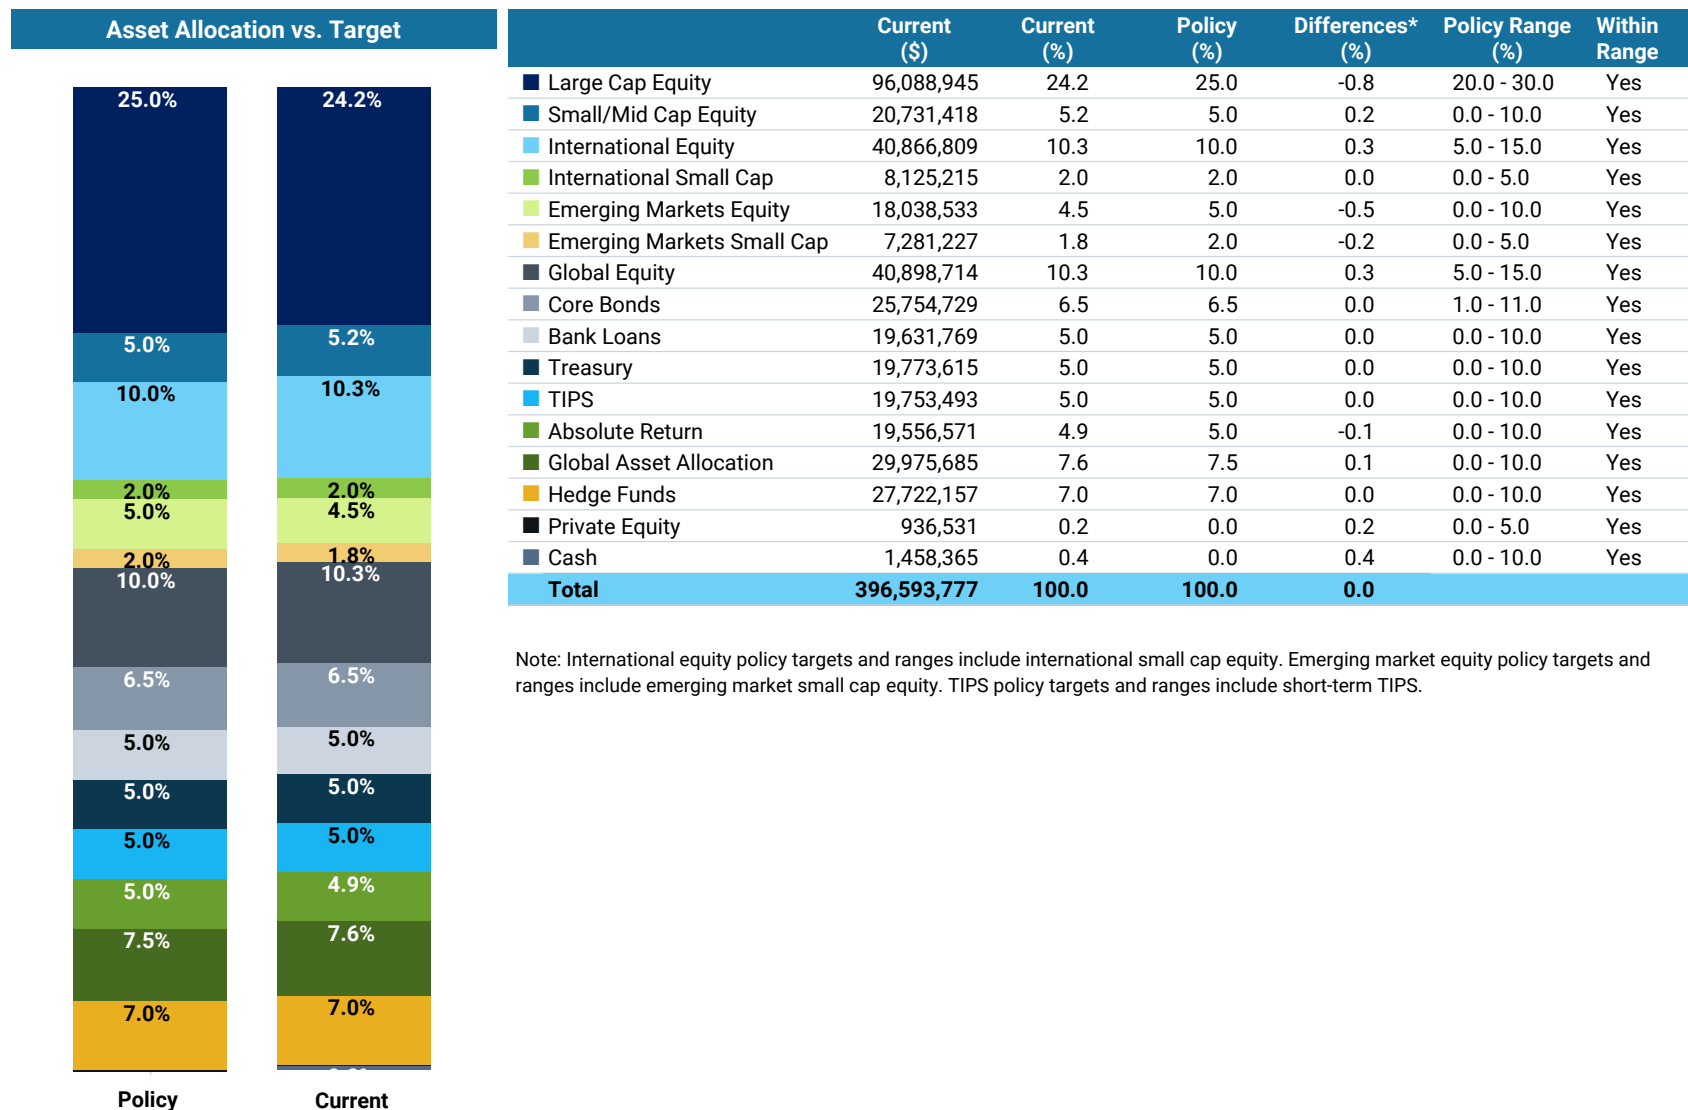 Asset Allocation vs. Target
25.0%
5.0%
10.0%
2.0%
5.0%
2.0%
10.0%
6.5%
5.0%
5.0%
5.0%
5.0%
7.5%
7.0%
Policy
24.2%
5.2%
10.3%
2.0%
4.5%
1.8%
10.3%
6.5%
5.0%
5.0%
5.0%
4.9%
7.6%
7.0%
Current
Current ($) Current (%) Policy (%) Differences* (%) Policy Range (%) Within Range
Large Cap Equity 96,088,945 24.2 25.0 -0.8 20.0 - 30.0 Yes
Small/Mid Cap Equity 20,731,418 5.2 5.0 0.2 0.0 - 10.0 Yes
International Equity 40,866,809 10.3 10.0 0.3 5.0 - 15.0 Yes
International Small Cap 8,125,215 2.0 2.0 0.0 0.0 - 5.0 Yes
Emerging Markets Equity 18,038,533 4.5 5.0 -0.5 0.0 - 10.0 Yes
Emerging Markets Small Cap 7,281,227 1.8 2.0 -0.2 0.0 - 5.0 Yes
Global Equity 40,898,714 10.3 10.0 0.3 5.0 - 15.0 Yes
Core Bonds 25,754,729 6.5 6.5 0.0 1.0 - 11.0 Yes
Bank Loans 19,631,769 5.0 5.0 0.0 0.0 - 10.0 Yes
Treasury 19,773,615 5.0 5.0 0.0 0.0 - 10.0 Yes
TIPS 19,753,493 5.0 5.0 0.0 0.0 - 10.0 Yes
Absolute Return 19,556,571 4.9 5.0 -0.1 0.0 - 10.0 Yes
Global Asset Allocation 29,975,685 7.6 7.5 0.1 0.0 - 10.0 Yes
Hedge Funds 27,722,157 7.0 7.0 0.0 0.0 - 10.0 Yes
Private Equity 936,531 0.2 0.0 0.2 0.0 - 5.0 Yes
Cash 1,458,365 0.4 0.0 0.4 0.0 - 10.0 Yes
Total 396,593,777 100.0 100.0 0.0
Note: International equity policy targets and ranges include international small cap equity. Emerging market equity policy targets and
ranges include emerging market small cap equity. TIPS policy targets and ranges include short-term TIPS.